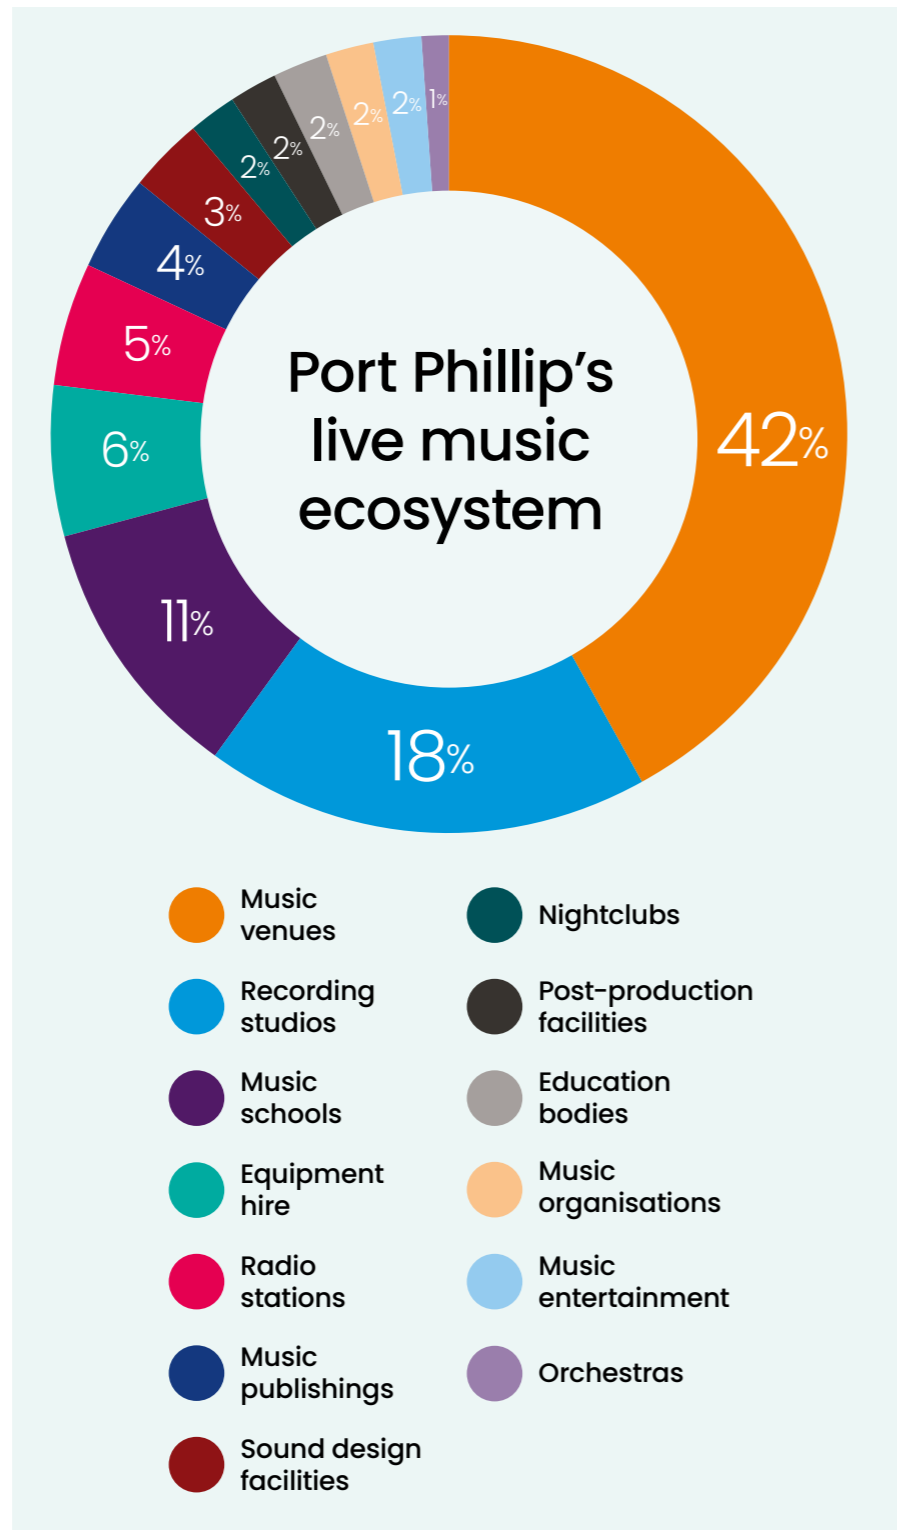 1%
2%
2%
2%
2%
2%
3%
4%
5%
6%
11%
18%
42%
Port Phillip’s
live music
ecosystem
Music
venues
Recording
studios
Music
schools
Equipment
hire
Radio
stations
Music
publishings
Sound design
facilities
Nightclubs
Post-production
facilities
Education
bodies
Music
organisations
Music
entertainment
Orchestras